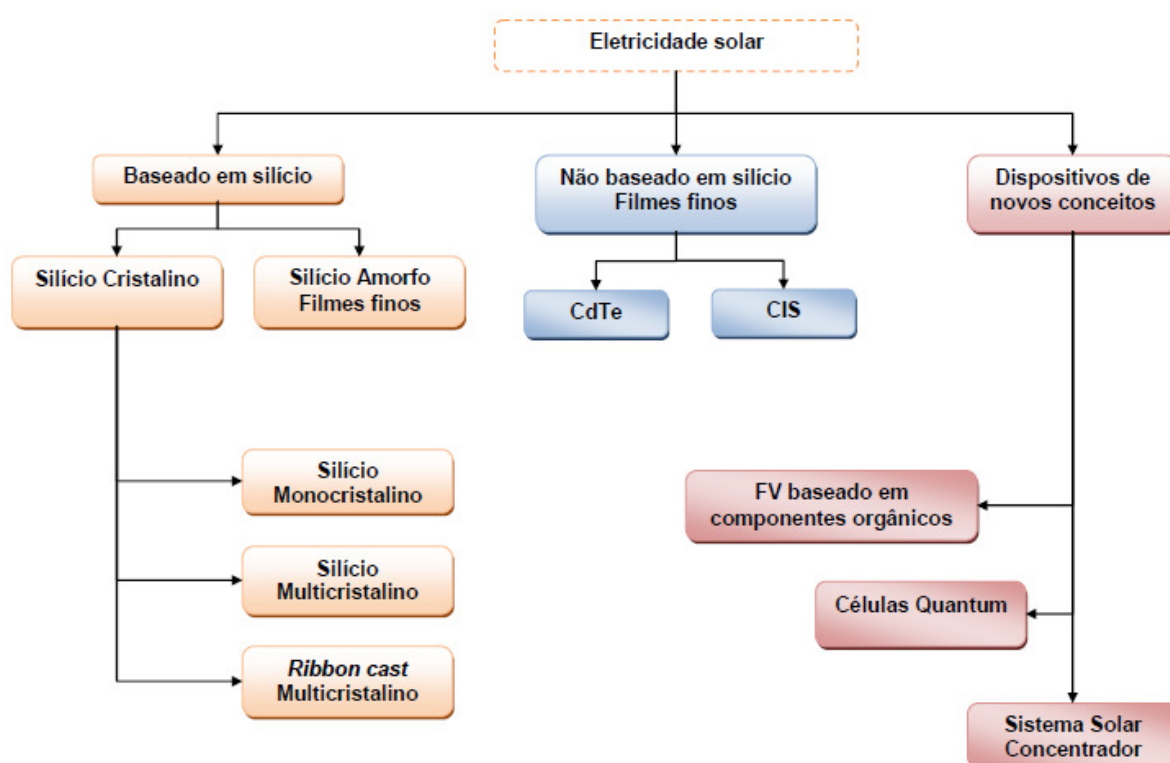 Eletricidade solar
Baseado em silício
Não baseado em silício
Filmes finos
Dispositivos de
novos conceitos
Silício Cristalino
Silício Amorfo
Filmes finos
CdTe
CIS
Silício
Monocristalino
Silício
Multicristalino
Ribbon cast
Multicristalino
FV baseado em
componentes orgânicos
Células Quantum
Sistema Solar
Concentrador